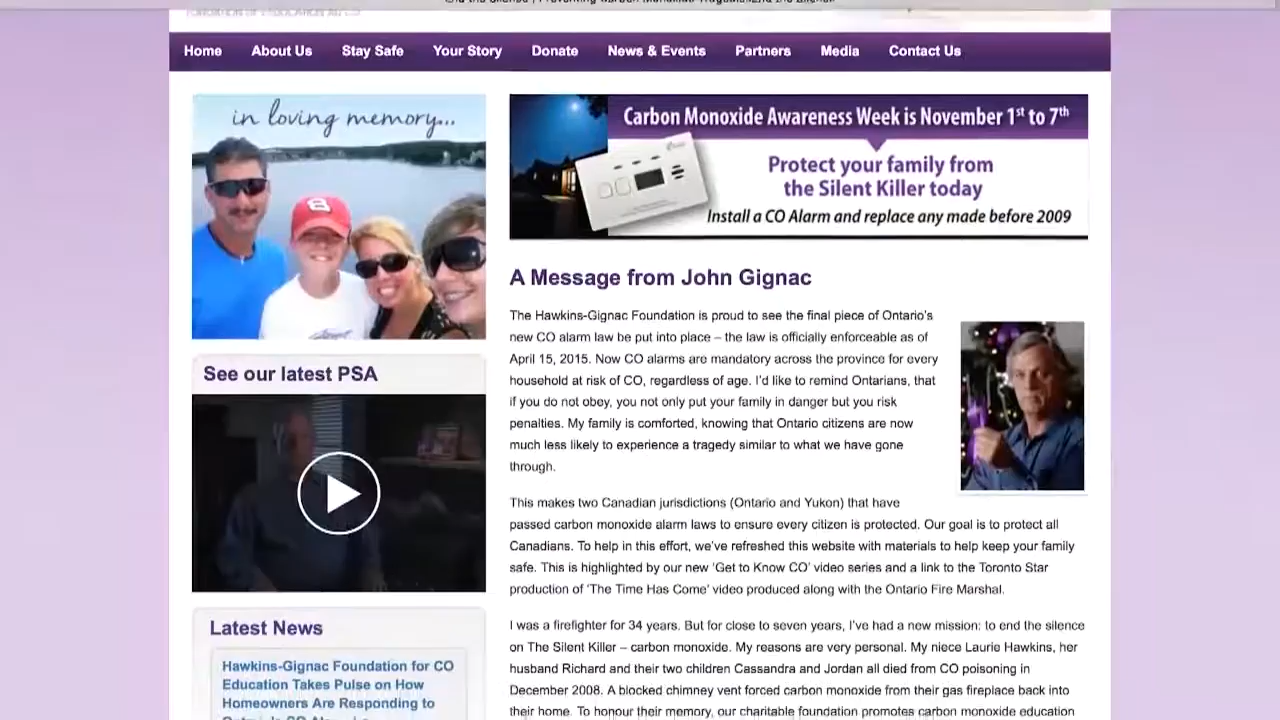 Home About Us Stay Safe Your Story Donate News & Events Partners Media Contact Us
in loving memory...
Carbon Monoxide Awareness Week is November 1st to 7th
Protect your family from
the Silent Killer today
Install a CO Alarm and replace any made before 2009
A Message from John Gignac
The Hawkins-Gignac Foundation is proud to see the final piece of Ontario's
new CO alarm law be put into place – the law is officially enforceable as of
April 15, 2015. Now CO alarms are mandatory across the province for every
household at risk of CO, regardless of age. I'd like to remind Ontarians, that
if you do not obey, you not only put your family in danger but you risk
penalties. My family is comforted, knowing that Ontario citizens are now
much less likely to experience a tragedy similar to what we have gone
through.
This makes two Canadian jurisdictions (Ontario and Yukon) that have
passed carbon monoxide alarm laws to ensure every citizen is protected. Our goal is to protect all
Canadians. To help in this effort, we've refreshed this website with materials to help keep your family
safe. This is highlighted by our new 'Get to Know CO' video series and a link to the Toronto Star
production of 'The Time Has Come' video produced along with the Ontario Fire Marshal.
I was a firefighter for 34 years. But for close to seven years, I've had a new mission: to end the silence
on The Silent Killer – carbon monoxide. My reasons are very personal. My niece Laurie Hawkins, her
husband Richard and their two children Cassandra and Jordan all died from CO poisoning in
December 2008. A blocked chimney vent forced carbon monoxide from their gas fireplace back into
their home. To honour their memory, our charitable foundation promotes carbon monoxide education
See our latest PSA
Latest News
Hawkins-Gignac Foundation for CO
Education Takes Pulse on How
Homeowners Are Responding to